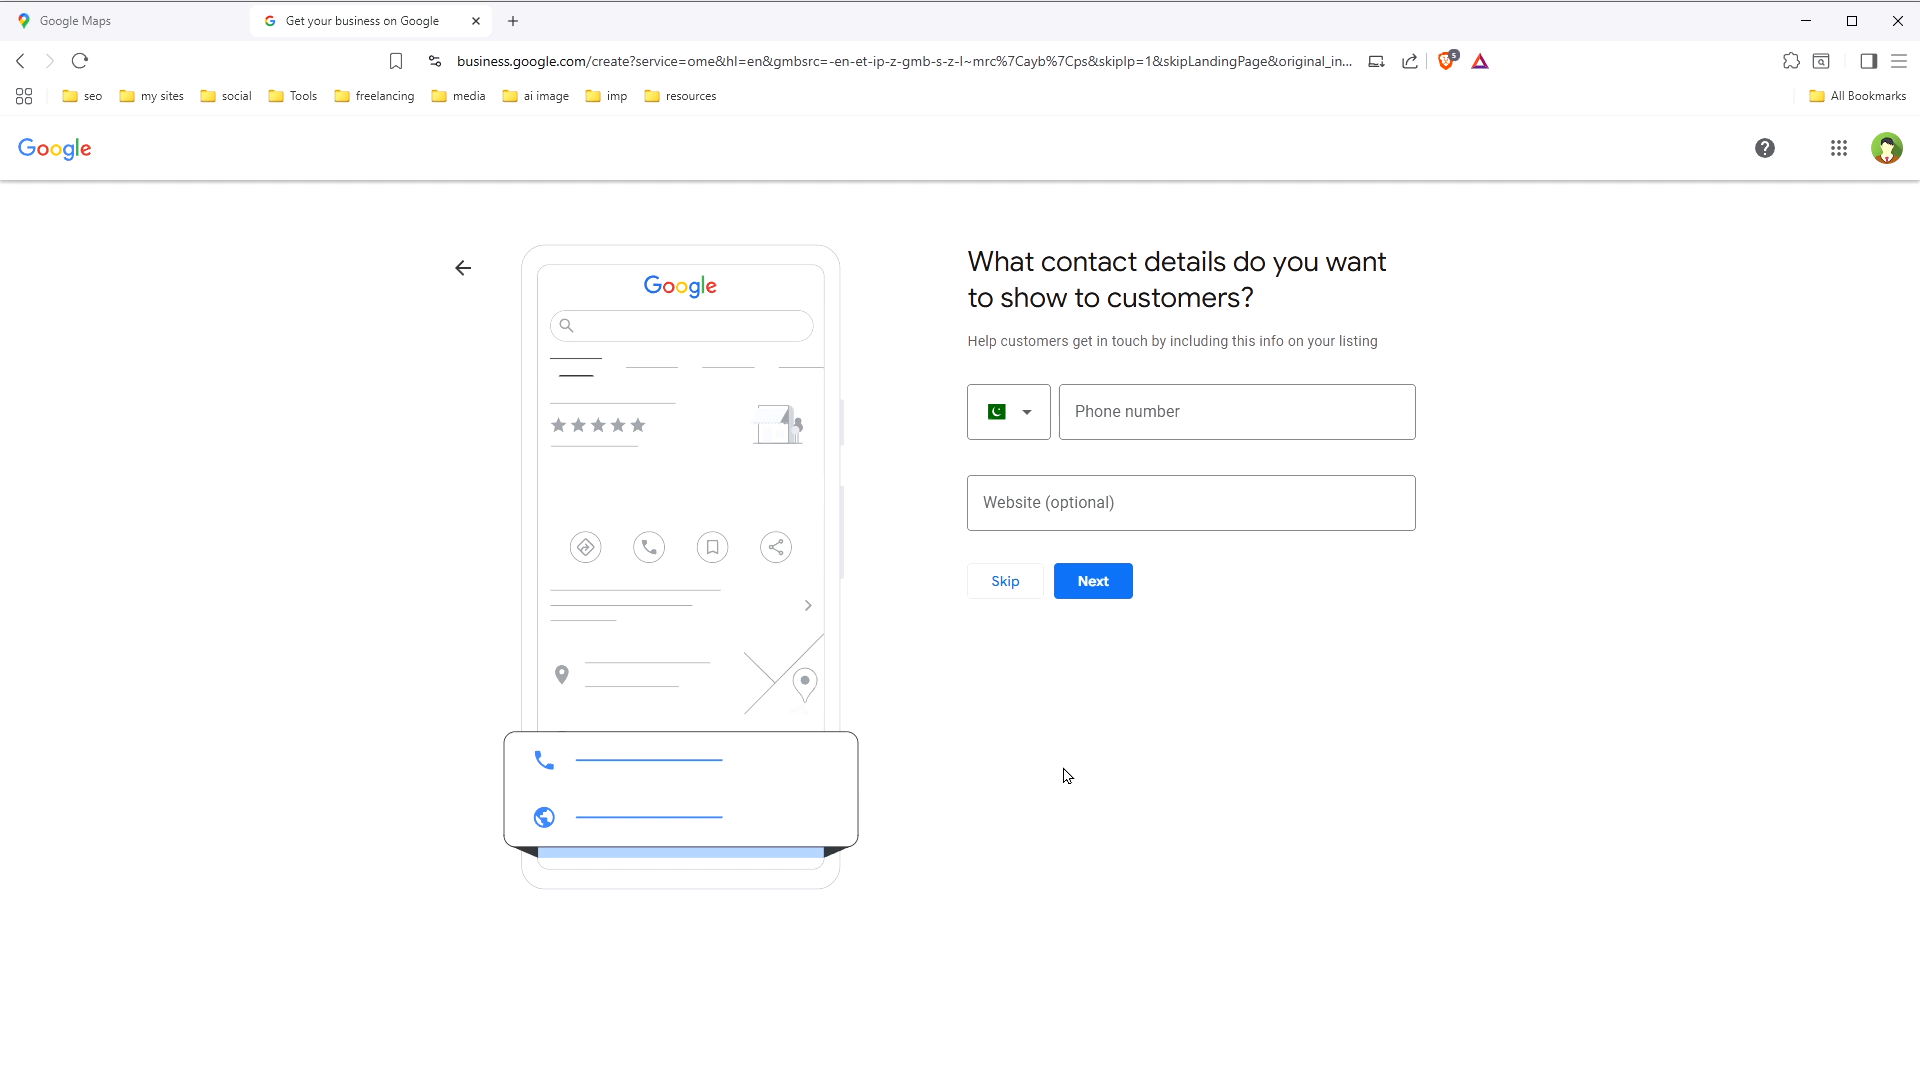 Google Maps
Get your business on Google
business.google.com/create?service=ome&hl=en&gmbsrc=-en-et-ip-z-gmb-s-z-l~mrc%7Cayb%7Cps&skiplp=1&skipLandingPage&original_in...
5
seo
my sites
social
Tools
freelancing
media
ai image
imp
resources
All Bookmarks
Google
Google
What contact details do you want
to show to customers?
Help customers get in touch by including this info on your listing
Phone number
Website (optional)
Skip
Next